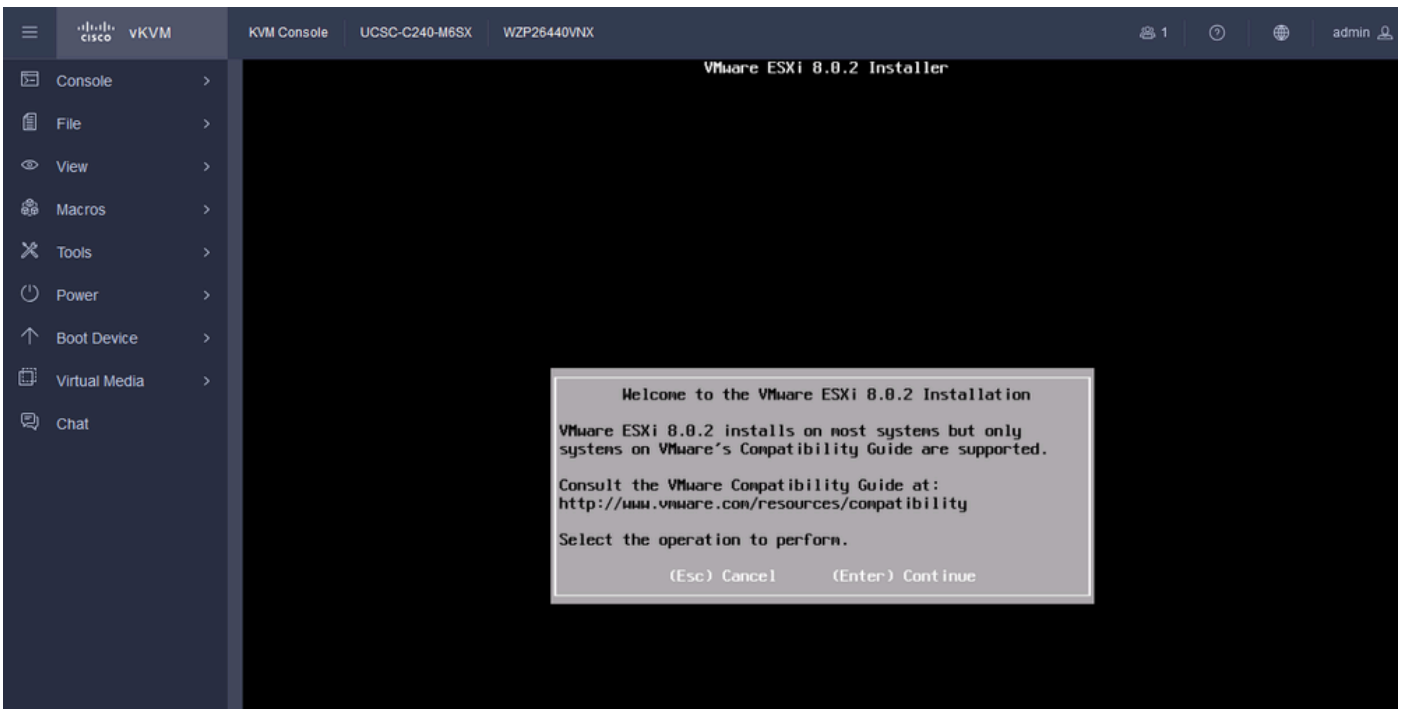 CISCO vKVM
KVM Console
UCSC-C240-M6SX
WZP26440VNX
1
?
admin
Console
File
View
Macros
Tools
Power
Boot Device
Virtual Media
Chat
VMware ESXi 8.0.2 Installer
Welcome to the VMware ESXi 8.0.2 Installation
VMware ESXi 8.0.2 installs on most systems but only
systems on VMware's Compatibility Guide are supported.
Consult the VMware Compatibility Guide at:
http://www.vmware.com/resources/compatibility
Select the operation to perform.
(Esc) Cancel (Enter) Continue